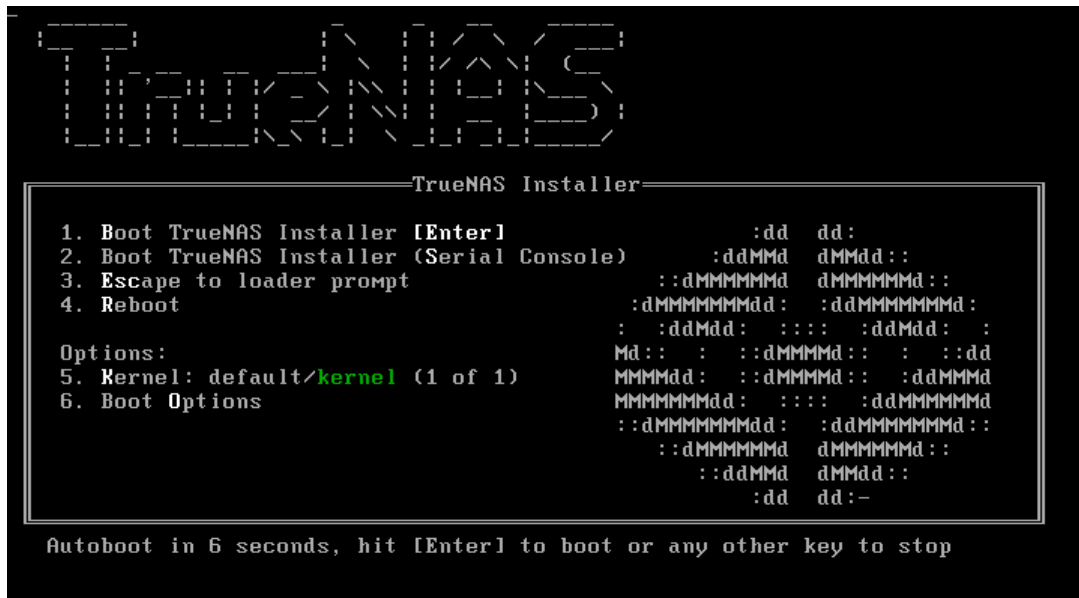 TrueNAS
TrueNAS Installer
1. Boot TrueNAS Installer [Enter]
2. Boot TrueNAS Installer (Serial Console)
3. Escape to loader prompt
4. Reboot
Options:
5. Kernel: default/kernel (1 of 1)
6. Boot Options
Autoboot in 6 seconds, hit [Enter] to boot or any other key to stop